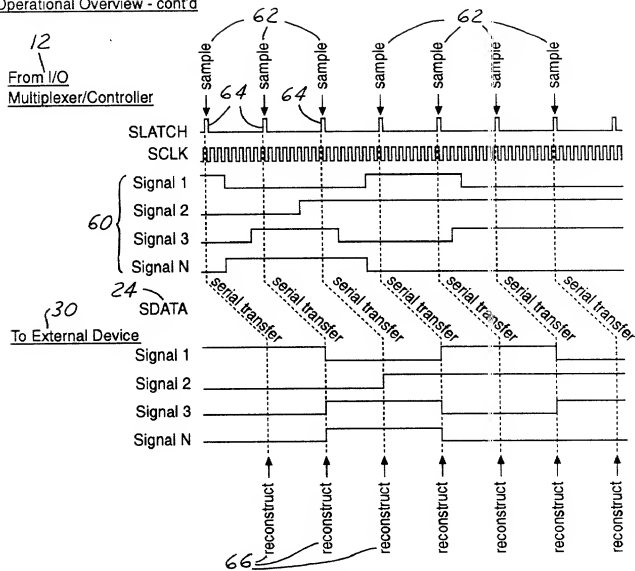 Operational Overview - cont'd
62
62
12
From I/O
Multiplexer/Controller
sample
sample
sample
sample
sample
sample
sample
64
64
SLATCH
SCLK
60
Signal 1
Signal 2
Signal 3
Signal N
24
SDATA
serial transfer
serial transfer
serial transfer
serial transfer
serial transfer
serial transfer
serial transfer
30
To External Device
Signal 1
Signal 2
Signal 3
Signal N
reconstruct
reconstruct
reconstruct
reconstruct
reconstruct
reconstruct
reconstruct
66